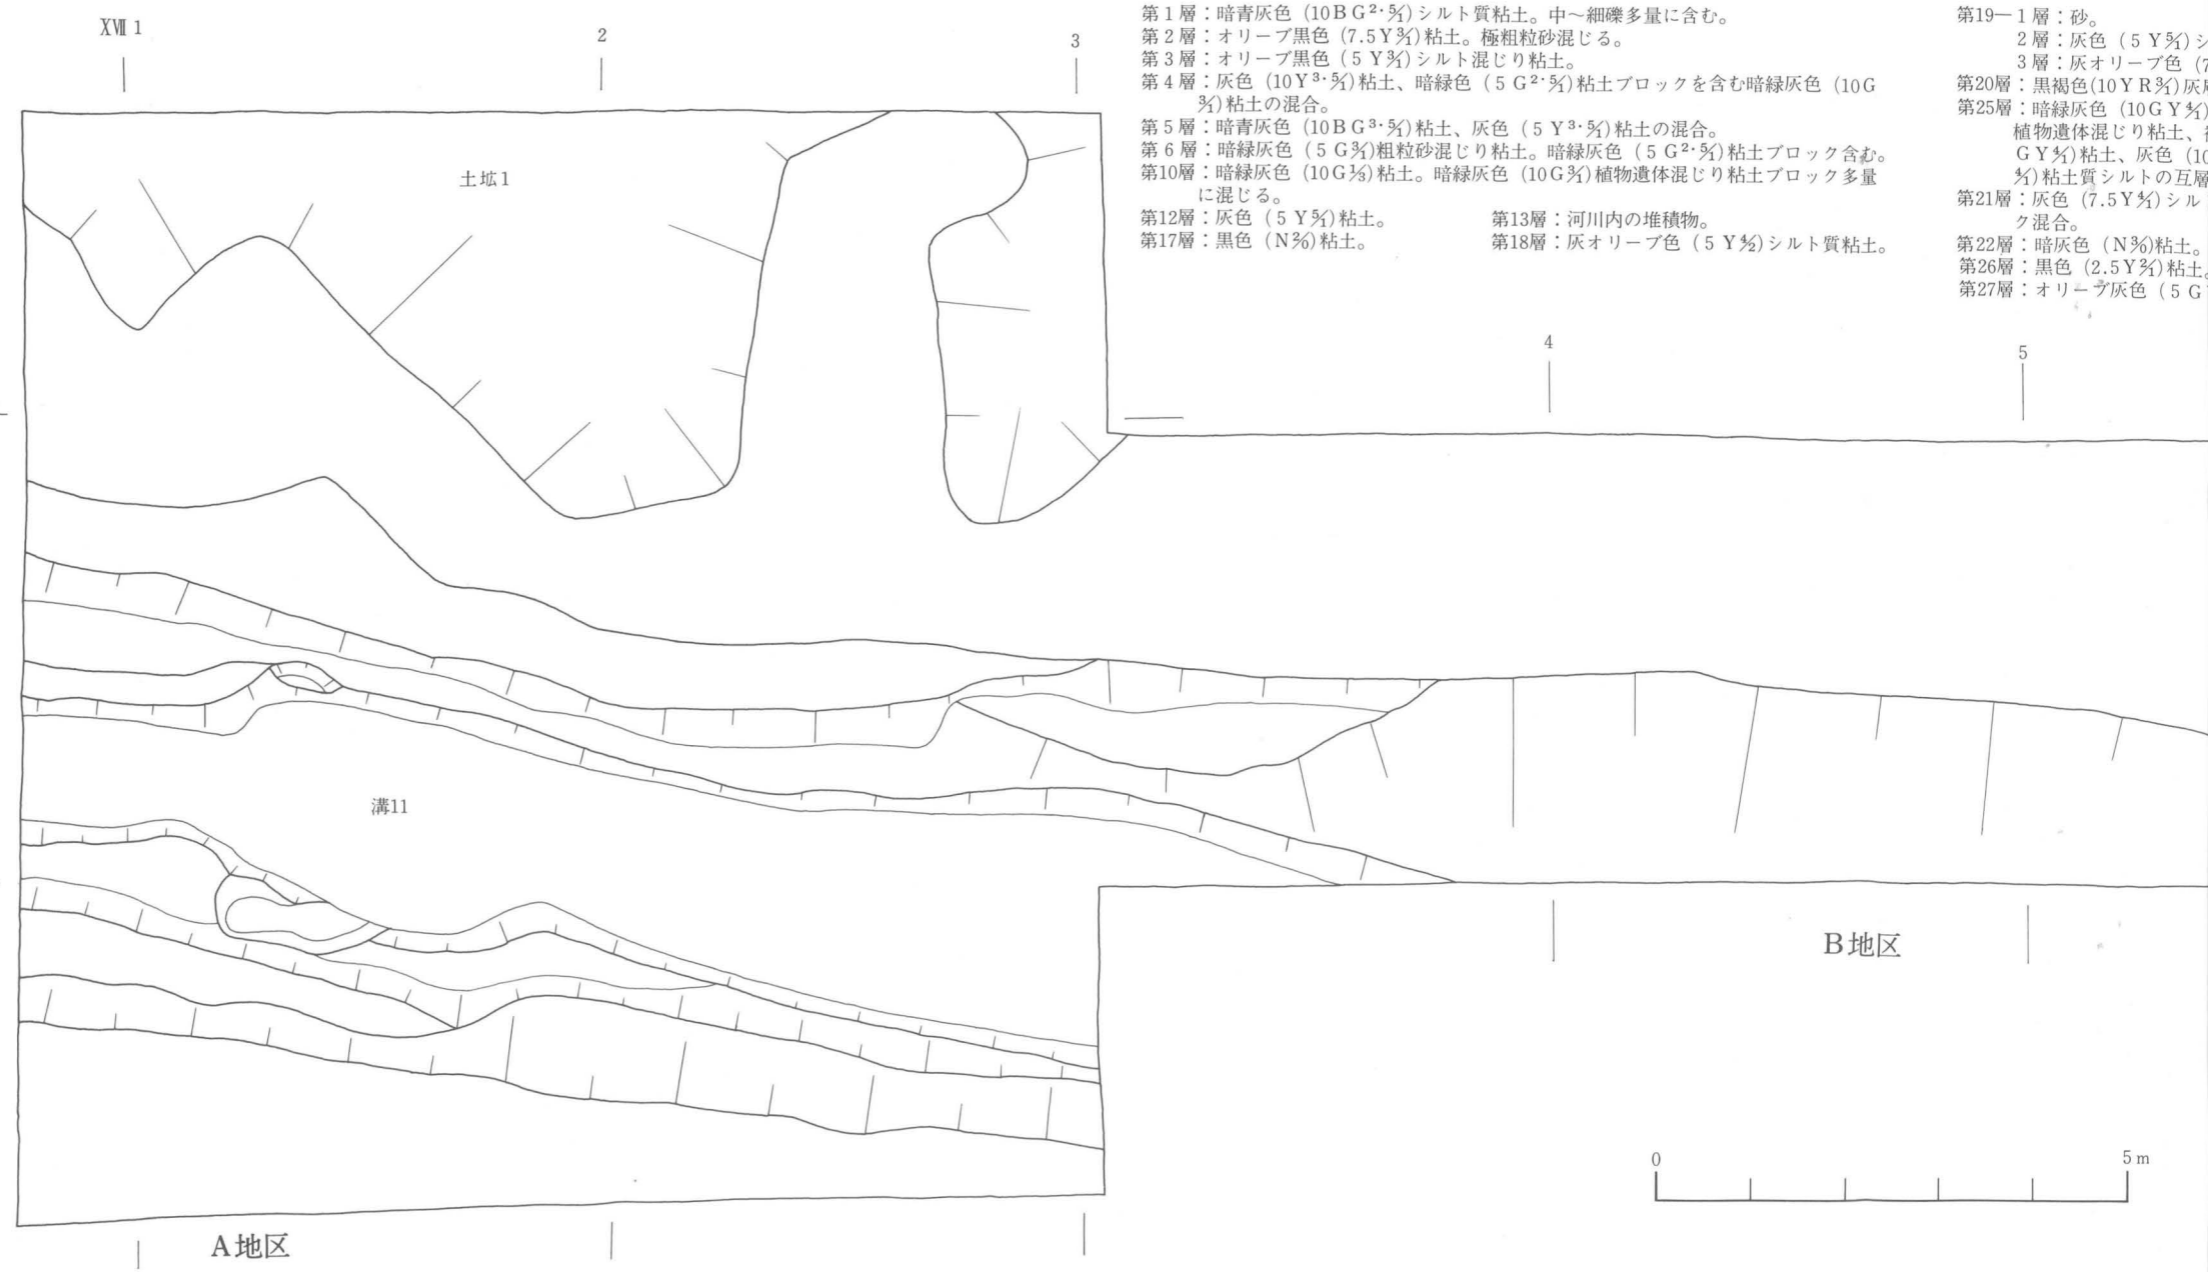 XⅦ 1
2
3
第1層：暗青灰色（10BG2・5/1）シルト質粘土。中～細礫多量に含む。
第2層：オリーブ黒色（7.5Y3/1）粘土。極粗粒砂混じる。
第3層：オリーブ黒色（5Y3/1）シルト混じり粘土。
第4層：灰色（10Y3・5/1）粘土、暗緑色（5G2・5/1）粘土ブロックを含む暗緑灰色（10G
3/1）粘土の混合。
第5層：暗青灰色（10BG3・5/1）粘土、灰色（5Y3・5/1）粘土の混合。
第6層：暗緑灰色（5G3/1）粗粒砂混じり粘土。暗緑灰色（5G2・5/1）粘土ブロック含む。
第10層：暗緑灰色（10G1/3）粘土。暗緑灰色（10G3/1）植物遺体混じり粘土ブロック多量
に混じる。
第12層：灰色（5Y5/1）粘土。 第13層：河川内の堆積物。
第17層：黒色（N2/0）粘土。 第18層：灰オリーブ色（5Y4/2）シルト質粘土。
第19―1層：砂。
2層：灰色（5Y5/1）シ
3層：灰オリーブ色（7
第20層：黒褐色(10YR3/1)灰
第25層：暗緑灰色（10GY4/1）
植物遺体混じり粘土、
GY4/1）粘土、灰色（10
4/1）粘土質シルトの互層
第21層：灰色（7.5Y4/1）シル
ク混合。
第22層：暗灰色（N3/0）粘土。
第26層：黒色（2.5Y2/1）粘土。
第27層：オリーブ灰色（5G
土拡1
4
5
溝11
A地区
B地区
0 5m